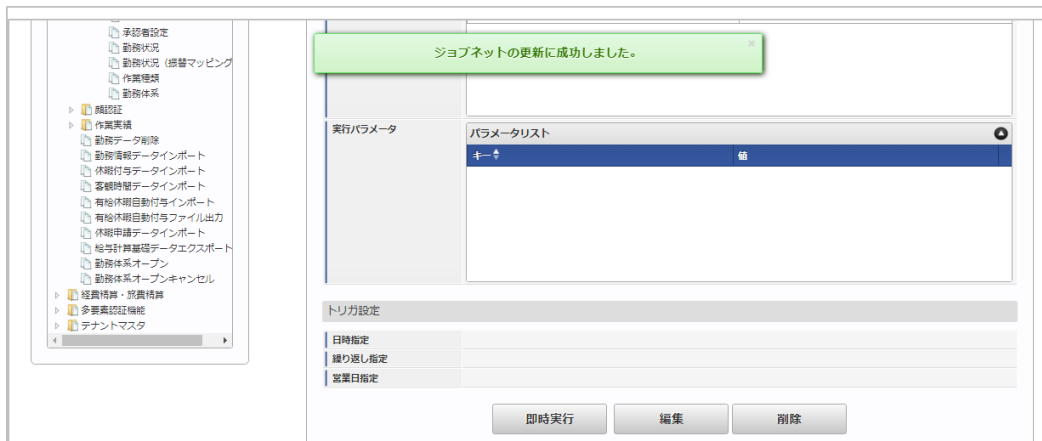 承認者設定
勤務状況
勤務状況（振替マッピング
作業種類
勤務体系
顔認証
作業実績
勤務データ削除
勤務情報データインポート
休暇付与データインポート
客観時間データインポート
有給休暇自動付与インポート
有給休暇自動付与ファイル出力
休暇申請データインポート
給与計算基礎データエクスポート
勤務体系オープン
勤務体系オープンキャンセル
経費精算・旅費精算
多要素認証機能
テナントマスタ
ジョブネットの更新に成功しました。
×
実行パラメータ
パラメータリスト
キー
値
トリガ設定
日時指定
繰り返し指定
営業日指定
即時実行
編集
削除